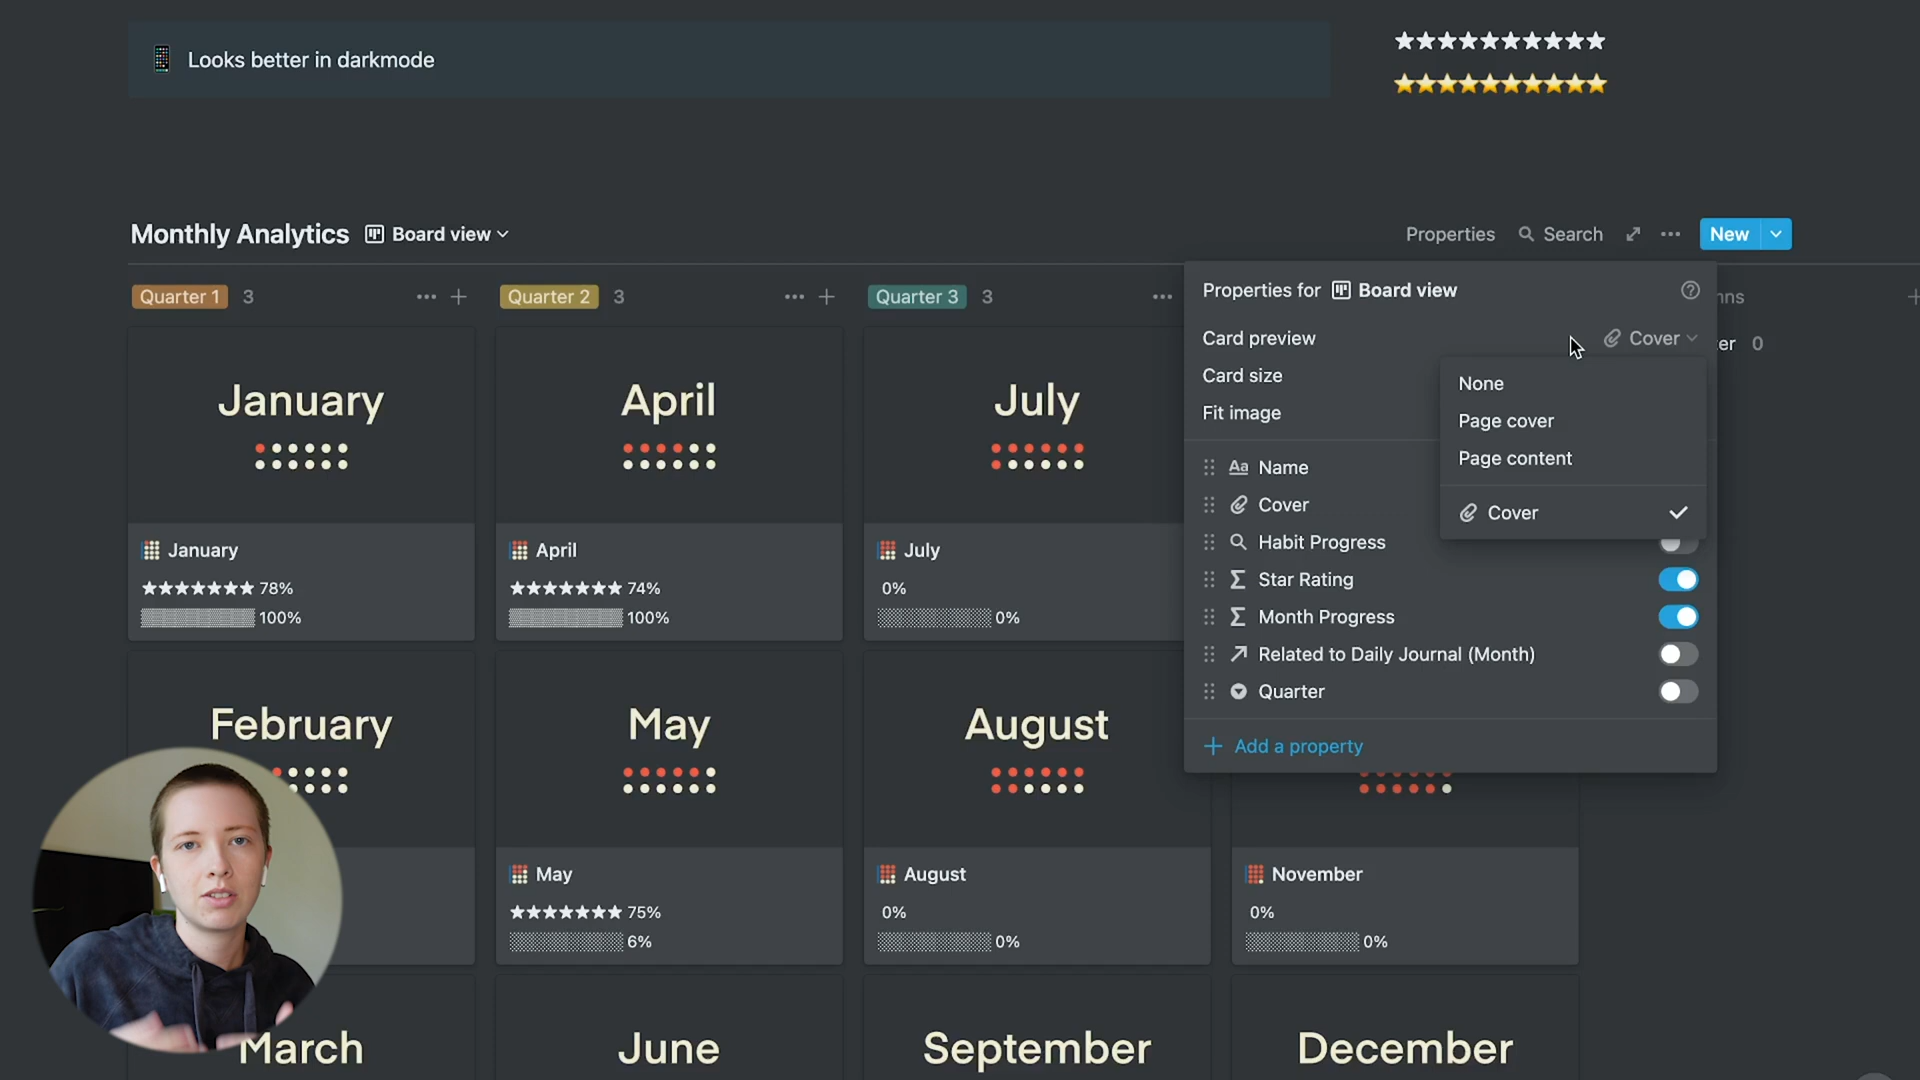 Looks better in darkmode
★★★★★★★★★★
⭐⭐⭐⭐⭐⭐⭐⭐⭐⭐
Monthly Analytics Board view
Properties Search New
Quarter 1 3
Quarter 2 3
Quarter 3 3
Properties for Board view
Card preview Cover
Card size
Fit image
None
Page cover
Page content
Cover
Aa Name
Cover
Habit Progress
Σ Star Rating
Σ Month Progress
Related to Daily Journal (Month)
Quarter
+ Add a property
0
January
April
July
January
★★★★★★★ 78%
100%
April
★★★★★★★ 74%
100%
July
0%
0%
February
May
August
May
★★★★★★★ 75%
6%
August
0%
0%
November
0%
0%
March
June
September
December